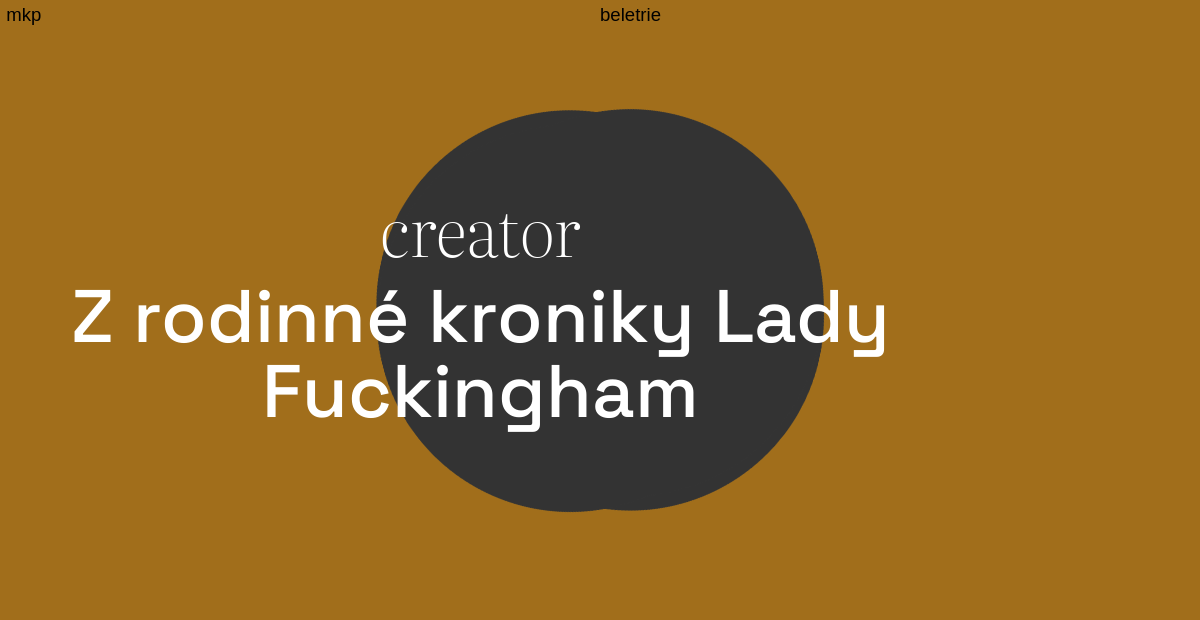 mkp
beletrie
creator
Z rodinné kroniky Lady
Fuckingham